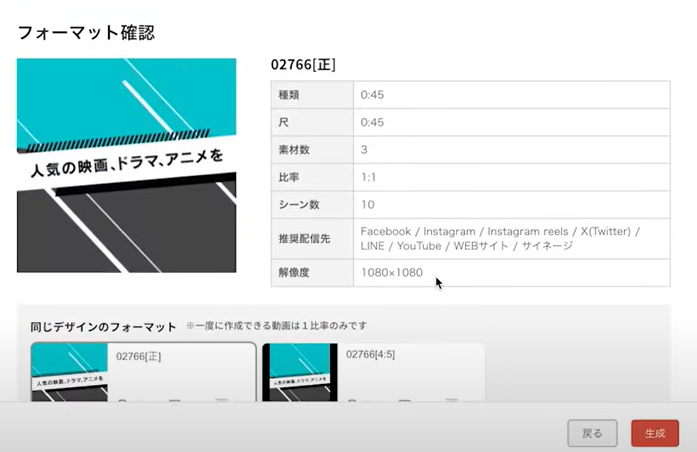 フォーマット確認
人気の映画、ドラマ、アニメを
02766[正]
種類 0:45
尺 0:45
素材数 3
比率 1:1
シーン数 10
推奨配信先 Facebook / Instagram / Instagram reels / X(Twitter) /
LINE / YouTube / WEBサイト / サイネージ
解像度 1080×1080
同じデザインのフォーマット ※一度に作成できる動画は1比率のみです
人気の映画、ドラマ、アニメを
02766[正]
人気の映画、ドラマ、アニメを
02766[4:5]
戻る
生成